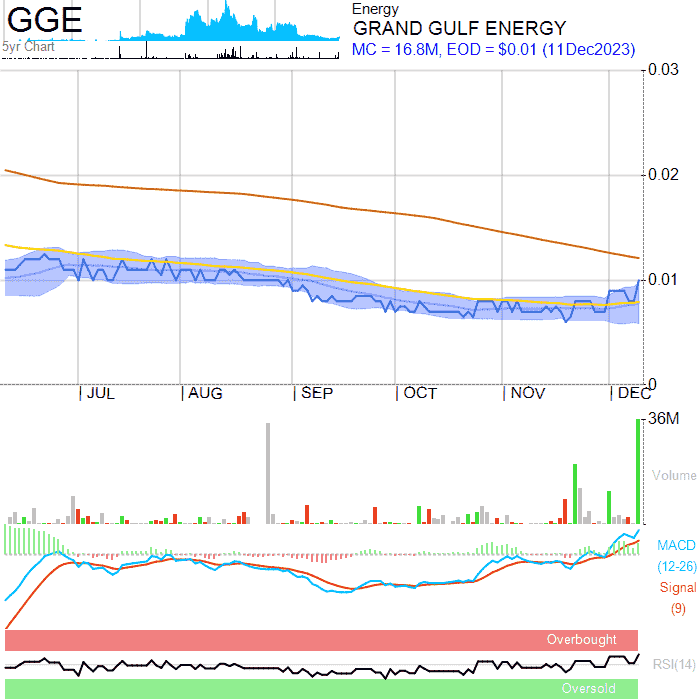 GGE
5yr Chart
Energy
GRAND GULF ENERGY
MC = 16.8M, EOD = $0.01 (11Dec2023)
0.03
0.02
0.01
0
JUL
AUG
SEP
OCT
NOV
DEC
36M
Volume
MACD
(12-26)
Signal
(9)
Overbought
RSI(14)
Oversold